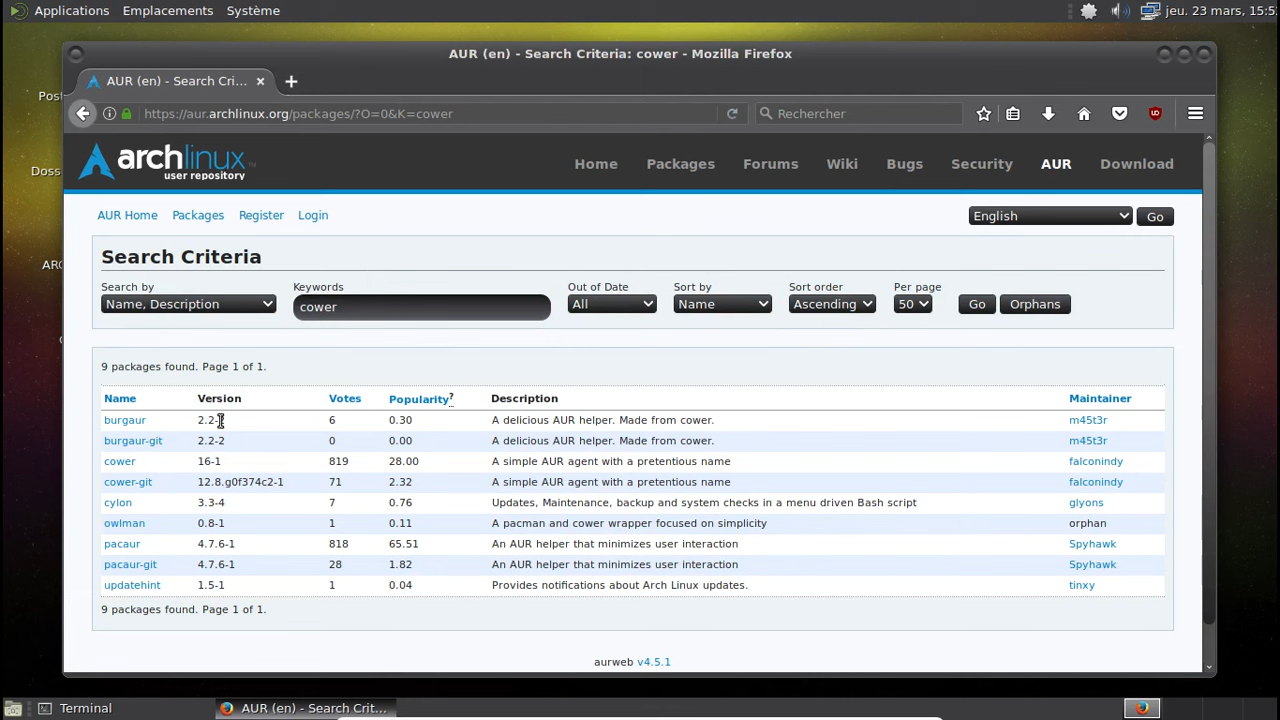 Applications Emplacements Système jeu. 23 mars, 15:5
AUR (en) - Search Criteria: cower - Mozilla Firefox
AUR (en) - Search Cri...
https://aur.archlinux.org/packages/?O=0&K=cower Rechercher
archlinux user repository
Home Packages Forums Wiki Bugs Security AUR Download
AUR Home Packages Register Login English Go
Search Criteria
Search by Keywords Out of Date Sort by Sort order Per page
Name, Description cower All Name Ascending 50 Go Orphans
9 packages found. Page 1 of 1.
Name Version Votes Popularity? Description Maintainer
burgaur 2.2- 6 0.30 A delicious AUR helper. Made from cower. m45t3r
burgaur-git 2.2-2 0 0.00 A delicious AUR helper. Made from cower. m45t3r
cower 16-1 819 28.00 A simple AUR agent with a pretentious name falconindy
cower-git 12.8.g0f374c2-1 71 2.32 A simple AUR agent with a pretentious name falconindy
cylon 3.3-4 7 0.76 Updates, Maintenance, backup and system checks in a menu driven Bash script glyons
owlman 0.8-1 1 0.11 A pacman and cower wrapper focused on simplicity orphan
pacaur 4.7.6-1 818 65.51 An AUR helper that minimizes user interaction Spyhawk
pacaur-git 4.7.6-1 28 1.82 An AUR helper that minimizes user interaction Spyhawk
updatehint 1.5-1 1 0.04 Provides notifications about Arch Linux updates. tinxy
9 packages found. Page 1 of 1.
aurweb v4.5.1
Post
Doss
ARC
Terminal AUR (en) - Search Crit...